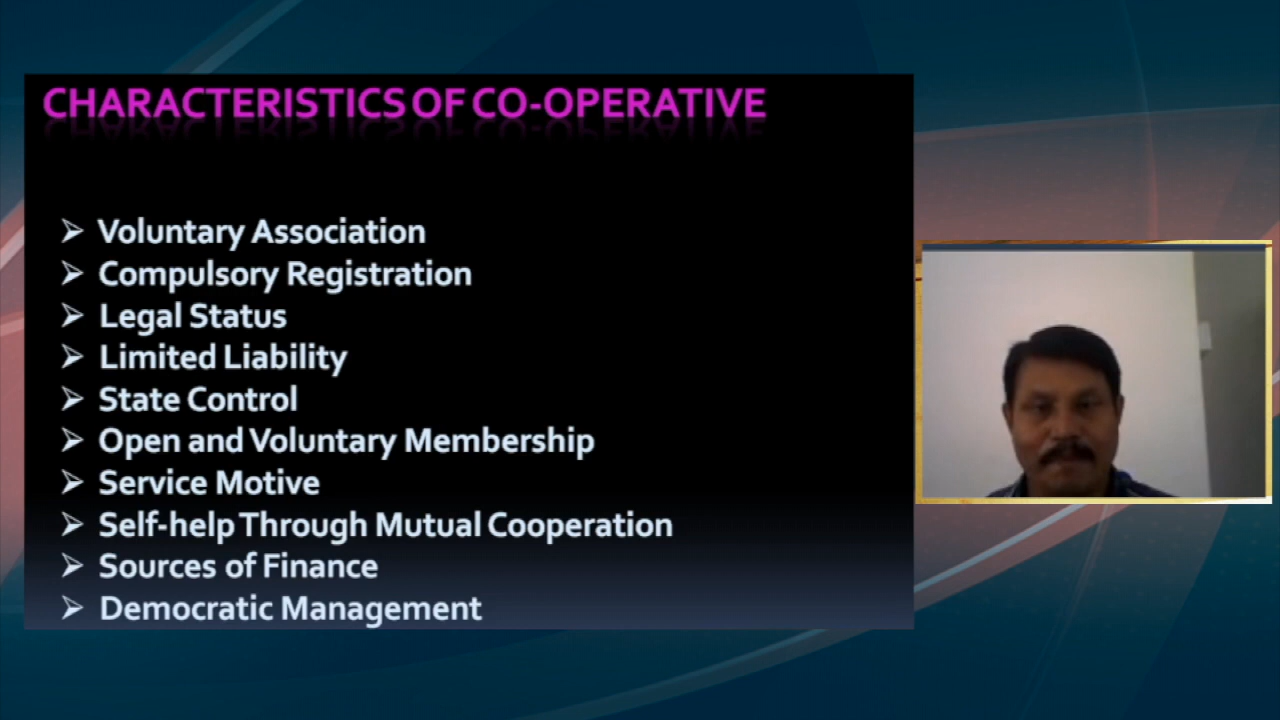 CHARACTERISTICS OF CO-OPERATIVE
Voluntary Association
Compulsory Registration
Legal Status
Limited Liability
State Control
Open and Voluntary Membership
Service Motive
Self-help Through Mutual Cooperation
Sources of Finance
Democratic Management